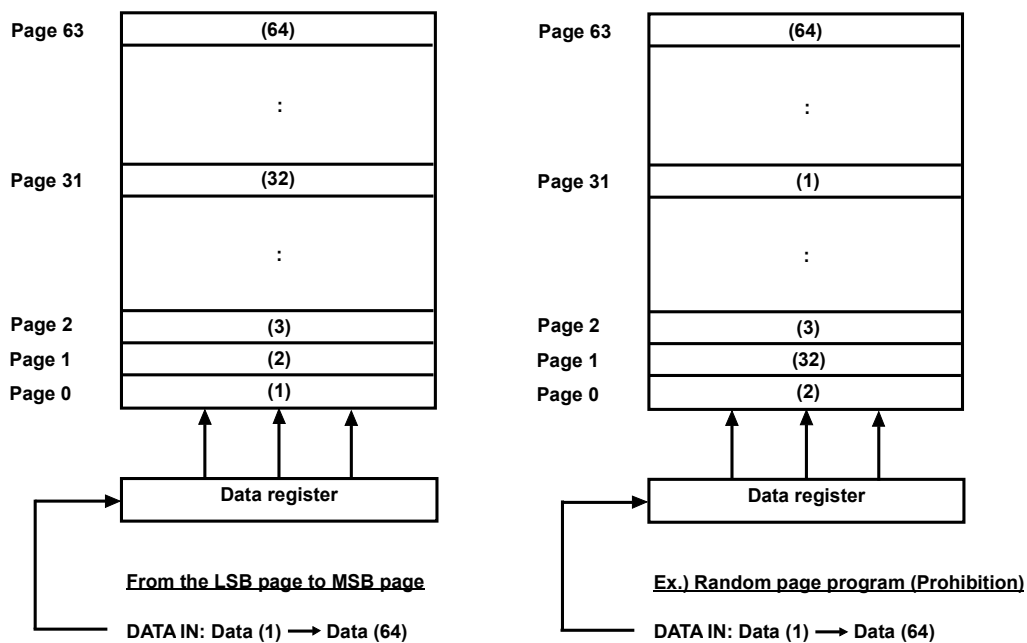 Page 63
(64)
:
Page 31
(32)
:
Page 2
(3)
Page 1
(2)
Page 0
(1)
Data register
From the LSB page to MSB page
DATA IN: Data (1) → Data (64)
Page 63
(64)
:
Page 31
(1)
:
Page 2
(3)
Page 1
(32)
Page 0
(2)
Data register
Ex.) Random page program (Prohibition)
DATA IN: Data (1) → Data (64)